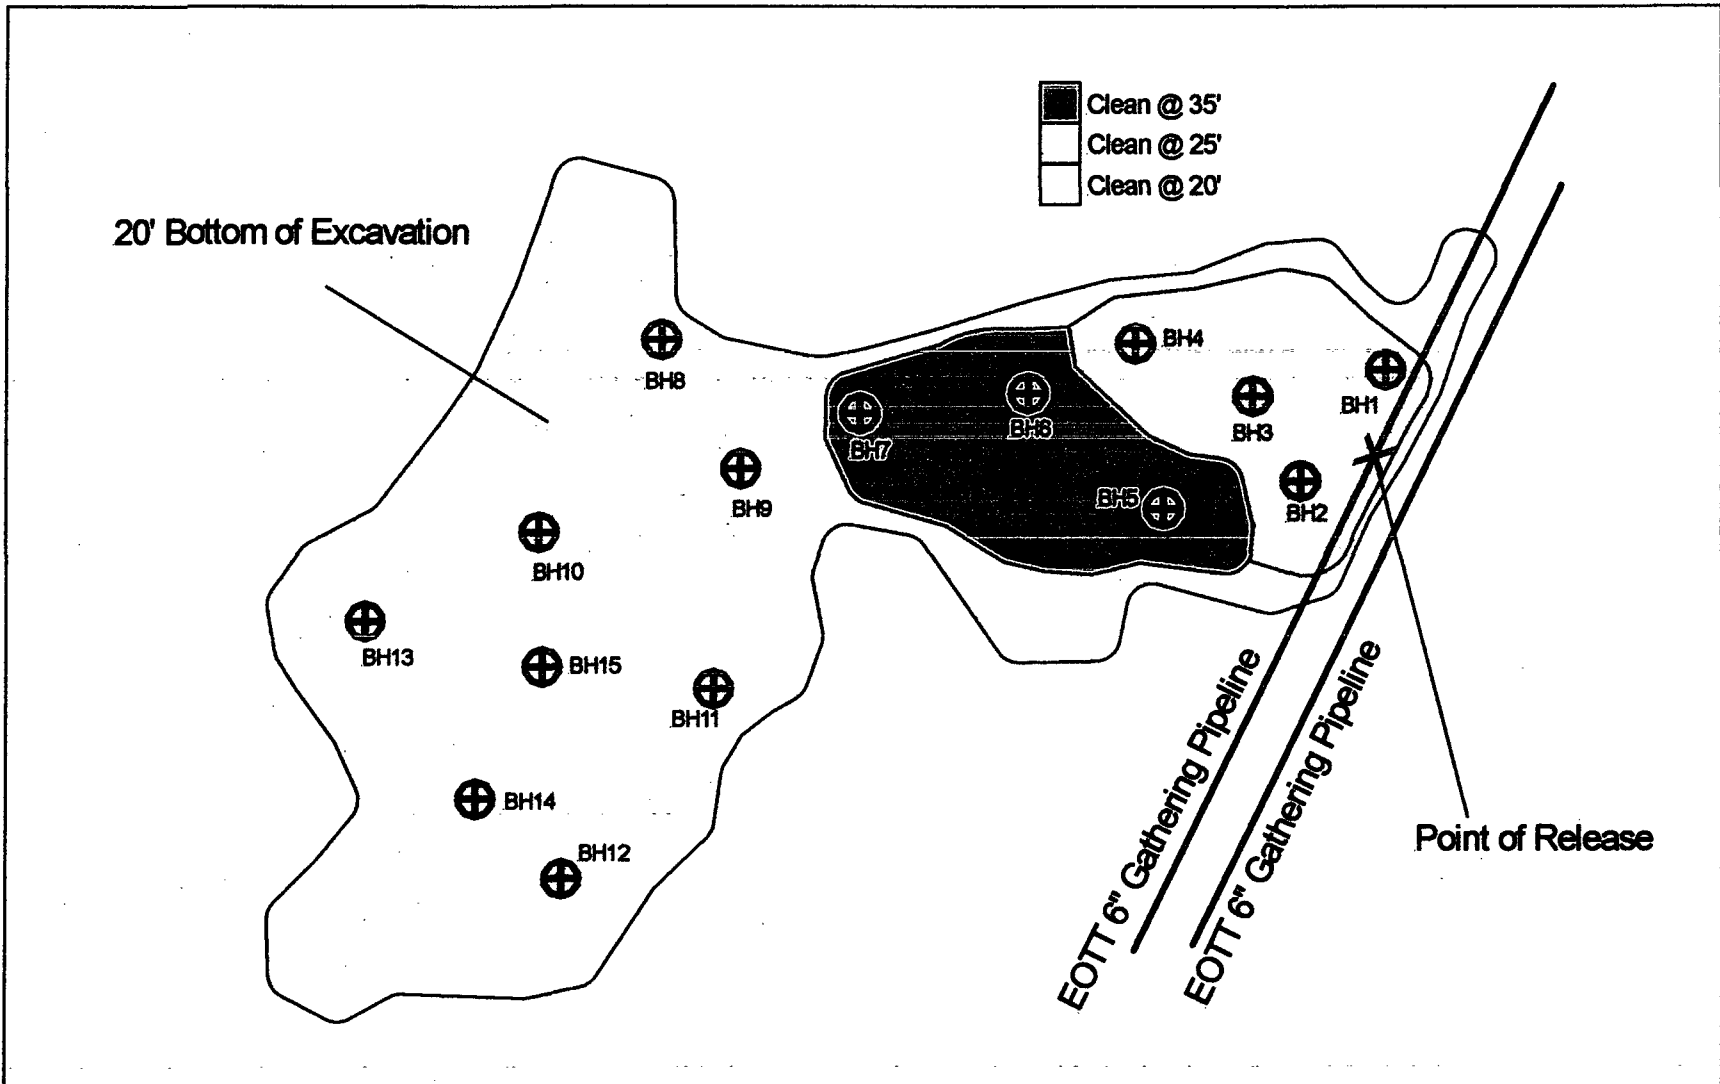 Clean @ 35'
Clean @ 25'
Clean @ 20'
20' Bottom of Excavation
BH8
BH4
BH1
BH6
BH3
BH7
BH9
BH5
BH2
BH10
BH13
BH15
BH11
BH14
BH12
EOTT 6" Gathering Pipeline
EOTT 6" Gathering Pipeline
Point of Release